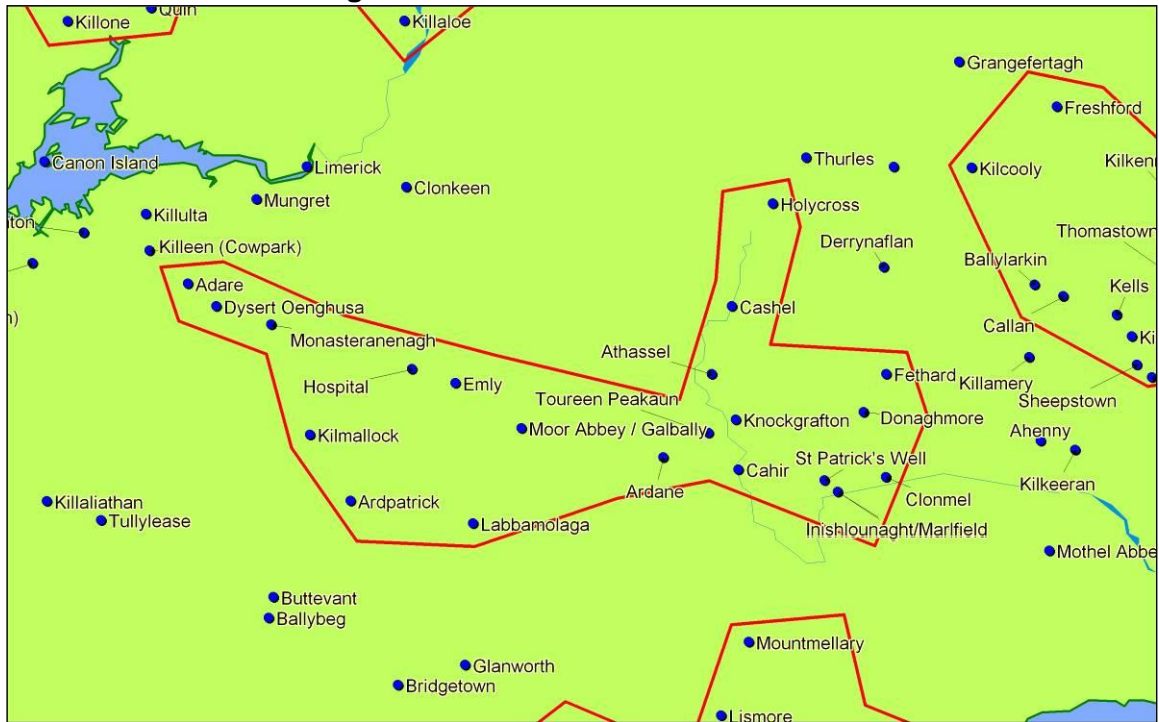 Quin
Killone
Killaloe
Grangefertagh
Freshford
Canon Island
Limerick
Thurles
Kilcooly
Clonkeen
Mungret
Killulta
Holycross
Thomastown
Killeen (Cowpark)
Derrynaflan
Ballylarkin
Adare
Kells
Dysert Oenghusa
Cashel
Callan
Monasteranenagh
Athassel
Hospital
Emly
Fethard
Killamery
Sheepstown
Toureen Peakaun
Knockgrafton
Donaghmore
Moor Abbey / Galbally
Kilmallock
Ahenny
St Patrick's Well
Cahir
Kilkeeran
Ardane
Clonmel
Killaliathan
Ardpatrick
Tullylease
Labbamolaga
Inishlounaght/Marlfield
Mothel Abbe
Buttevant
Ballybeg
Mountmellary
Glanworth
Bridgetown
Lismore